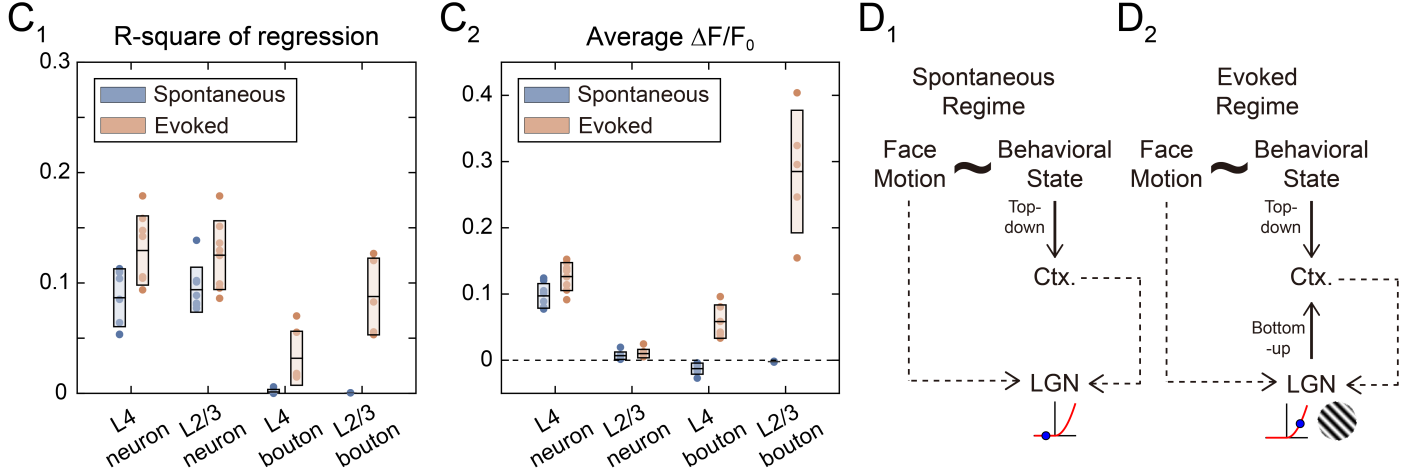 C1
R-square of regression
0.3
0.2
0.1
0
Spontaneous
Evoked
L4
neuron
L2/3
neuron
L4
bouton
L2/3
bouton
C2
Average ΔF/F0
0.4
0.3
0.2
0.1
0
Spontaneous
Evoked
L4
neuron
L2/3
neuron
L4
bouton
L2/3
bouton
D1
Spontaneous
Regime
Face
Motion
~
Behavioral
State
Top-
down
Ctx.
LGN
D2
Evoked
Regime
Face
Motion
~
Behavioral
State
Top-
down
Ctx.
Bottom
-up
LGN